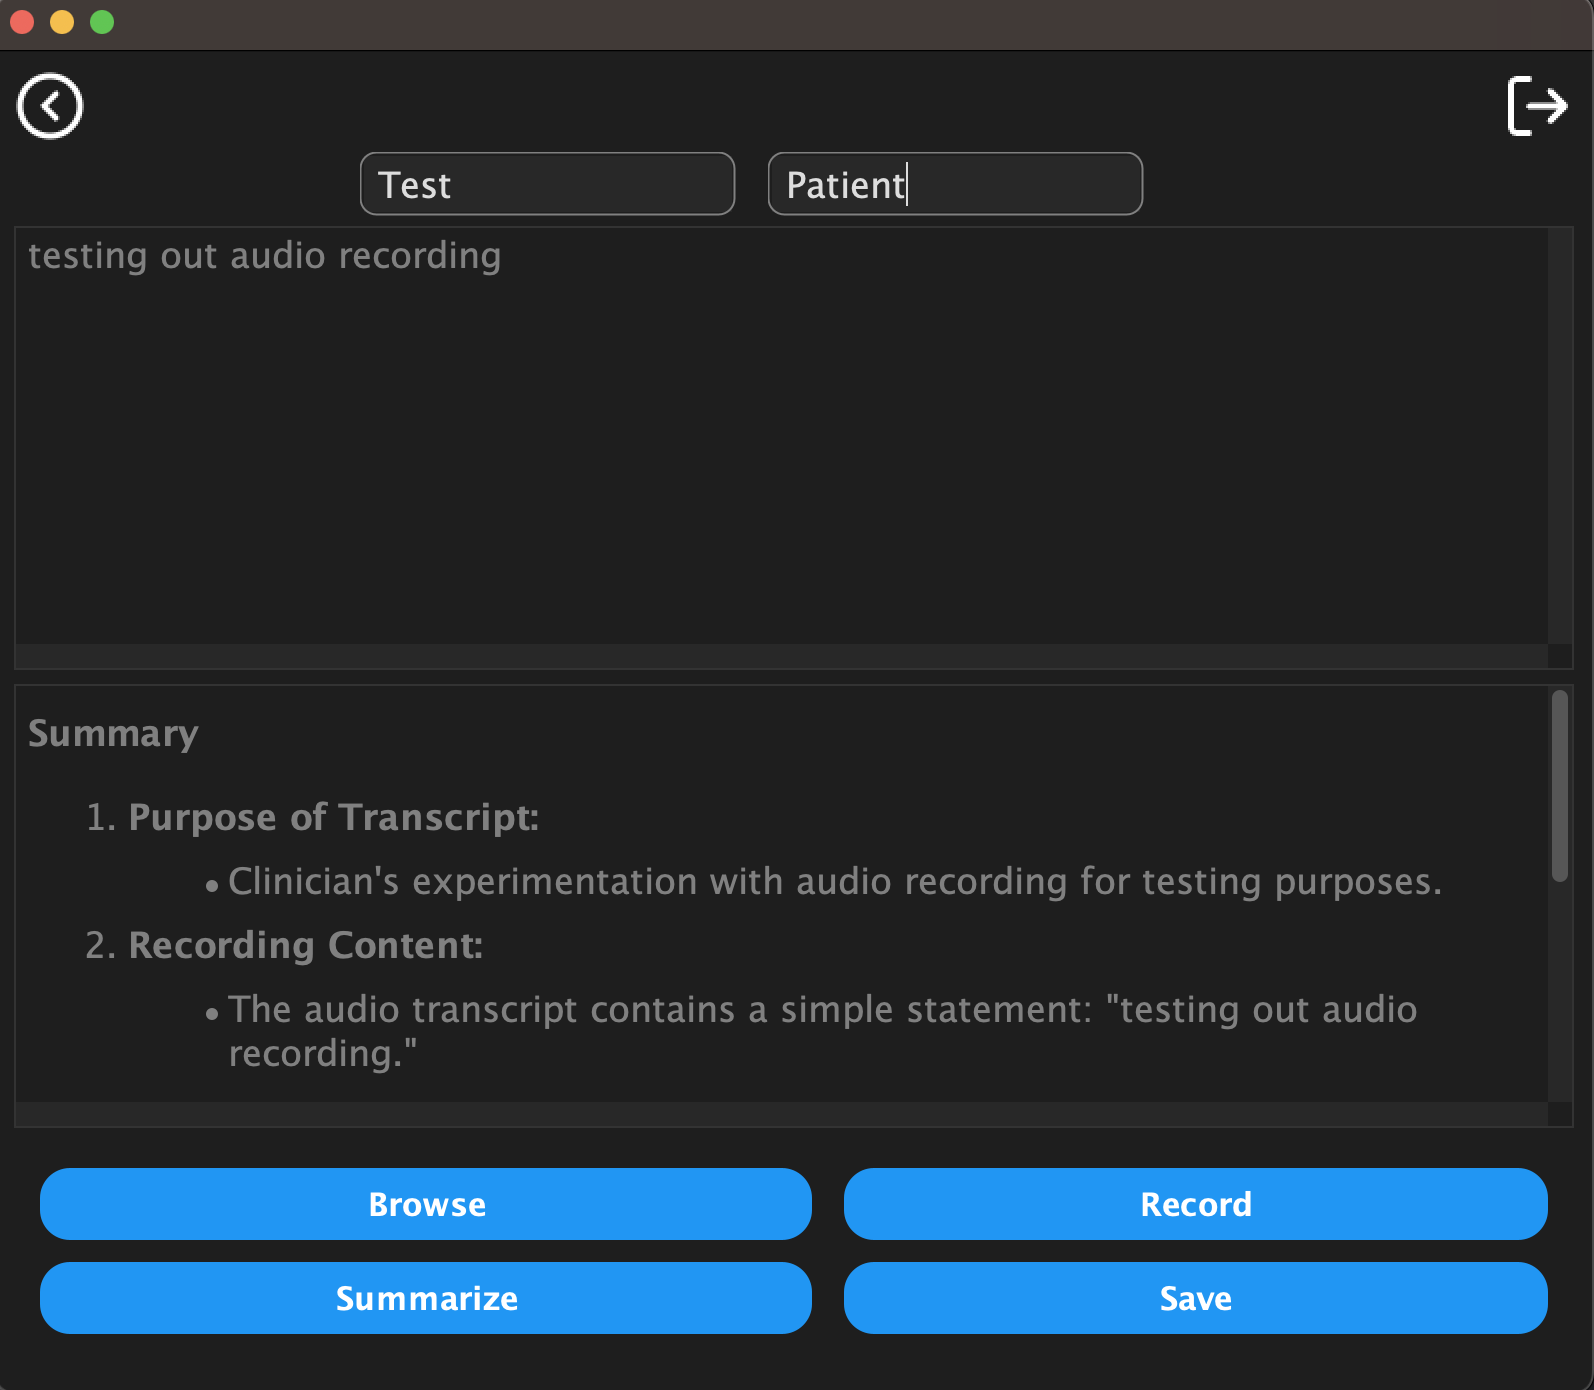 Test
Patient
testing out audio recording
Summary
1. Purpose of Transcript:
• Clinician's experimentation with audio recording for testing purposes.
2. Recording Content:
• The audio transcript contains a simple statement: "testing out audio
recording."
Browse
Record
Summarize
Save